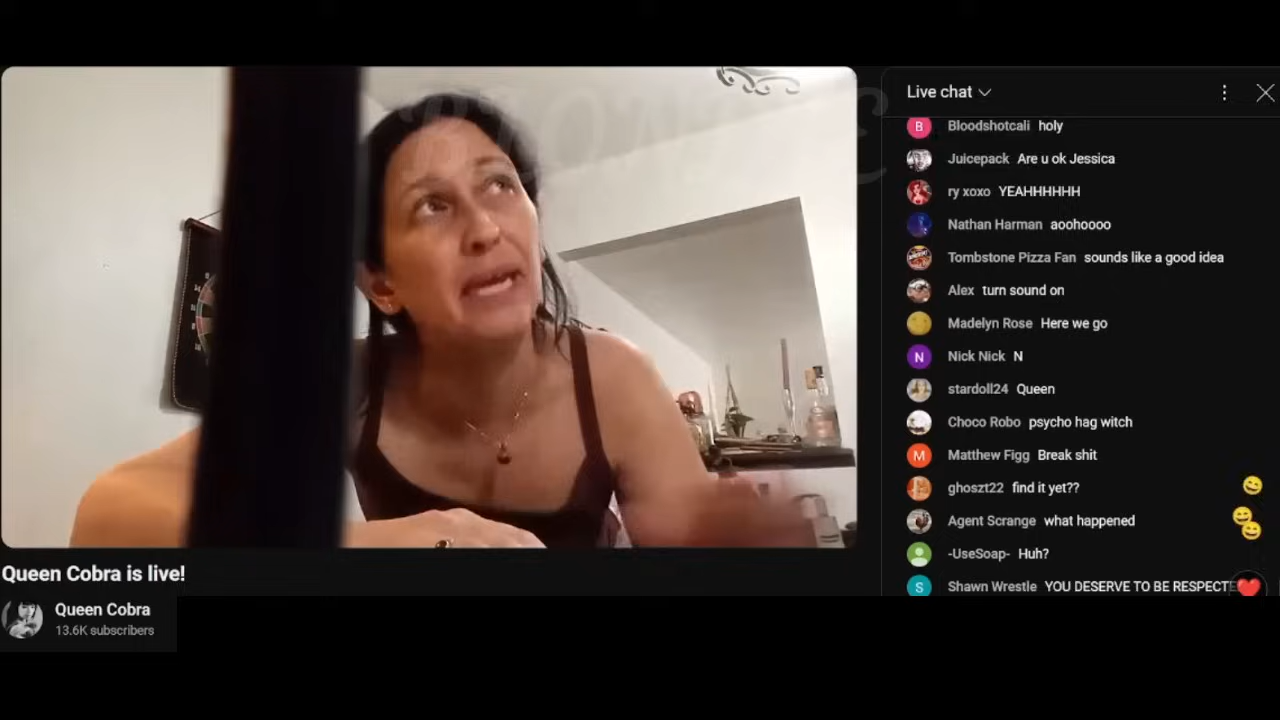 Live chat
Bloodshotcali holy
Juicepack Are u ok Jessica
ry xoxo YEAHHHHHH
Nathan Harman aoohoooo
Tombstone Pizza Fan sounds like a good idea
Alex turn sound on
Madelyn Rose Here we go
N Nick Nick N
stardoll24 Queen
Choco Robo psycho hag witch
M Matthew Figg Break shit
ghoszt22 find it yet??
Agent Scrange what happened
-UseSoap- Huh?
S Shawn Wrestle YOU DESERVE TO BE RESPECTE
Queen Cobra is live!
Queen Cobra
13.6K subscribers